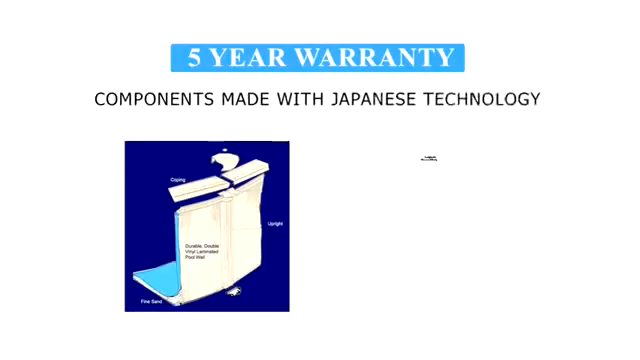 5 YEAR WARRANTY
COMPONENTS MADE WITH JAPANESE TECHNOLOGY
Coping
Upright
Durable, Double
Vinyl Laminated
Pool Wall
Fine Sand